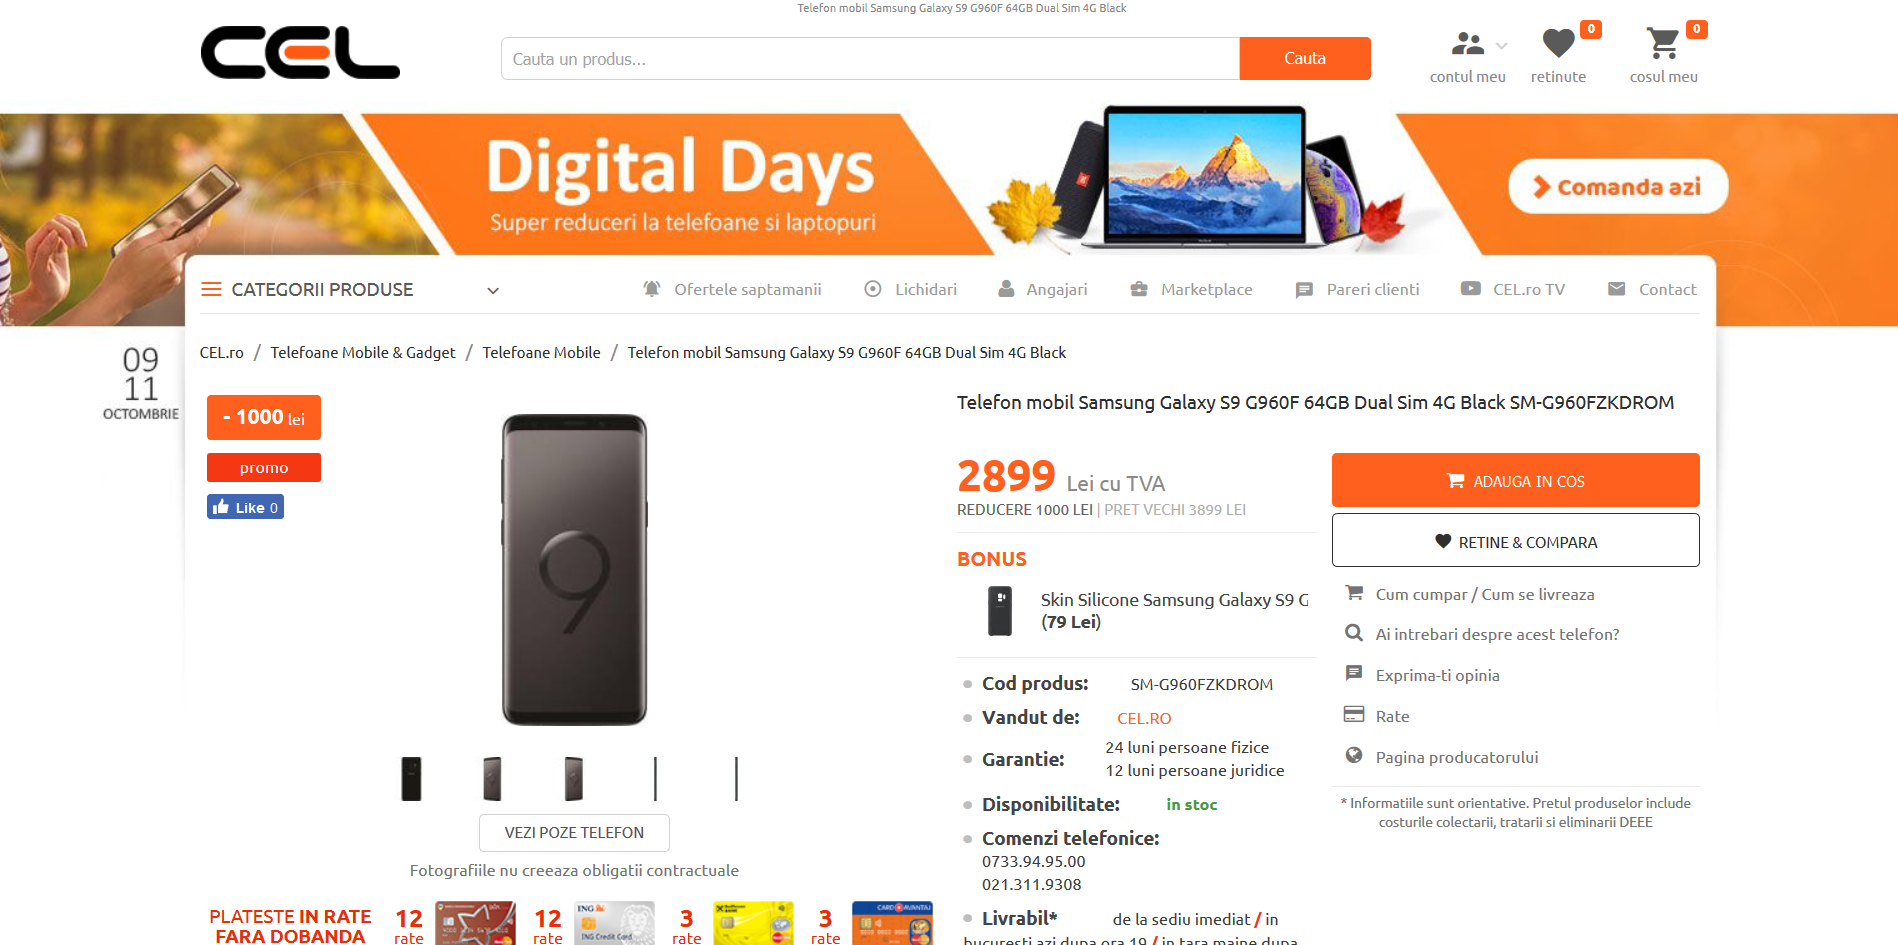 Telefon mobil Samsung Galaxy S9 G960F 64GB Dual Sim 4G Black
CEL
Cauta un produs...
Cauta
contul meu
0
retinute
0
cosul meu
Digital Days
Super reduceri la telefoane si laptopuri
Comanda azi
CATEGORII PRODUSE
Ofertele saptamanii
Lichidari
Angajari
Marketplace
Pareri clienti
CEL.ro TV
Contact
09
11
OCTOMBRIE
CEL.ro / Telefoane Mobile & Gadget / Telefoane Mobile / Telefon mobil Samsung Galaxy S9 G960F 64GB Dual Sim 4G Black
- 1000 lei
promo
Like 0
9
VEZI POZE TELEFON
Fotografiile nu creeaza obligatii contractuale
PLATESTE IN RATE
FARA DOBANDA
12
rate
12
rate
ING
ING Credit Card
3
rate
3
rate
CARD AVANTAJ
Telefon mobil Samsung Galaxy S9 G960F 64GB Dual Sim 4G Black SM-G960FZKDROM
2899 Lei cu TVA
REDUCERE 1000 LEI | PRET VECHI 3899 LEI
BONUS
Skin Silicone Samsung Galaxy S9 G
(79 Lei)
Cod produs: SM-G960FZKDROM
Vandut de: CEL.RO
Garantie: 24 luni persoane fizice
12 luni persoane juridice
Disponibilitate: in stoc
Comenzi telefonice:
0733.94.95.00
021.311.9308
Livrabil* de la sediu imediat / in
bucuresti azi dupa ora 19 / in tara maine dupa
ADAUGA IN COS
RETINE & COMPARA
Cum cumpar / Cum se livreaza
Ai intrebari despre acest telefon?
Exprima-ti opinia
Rate
Pagina producatorului
* Informatiile sunt orientative. Pretul produselor include
costurile colectarii, tratarii si eliminarii DEEE